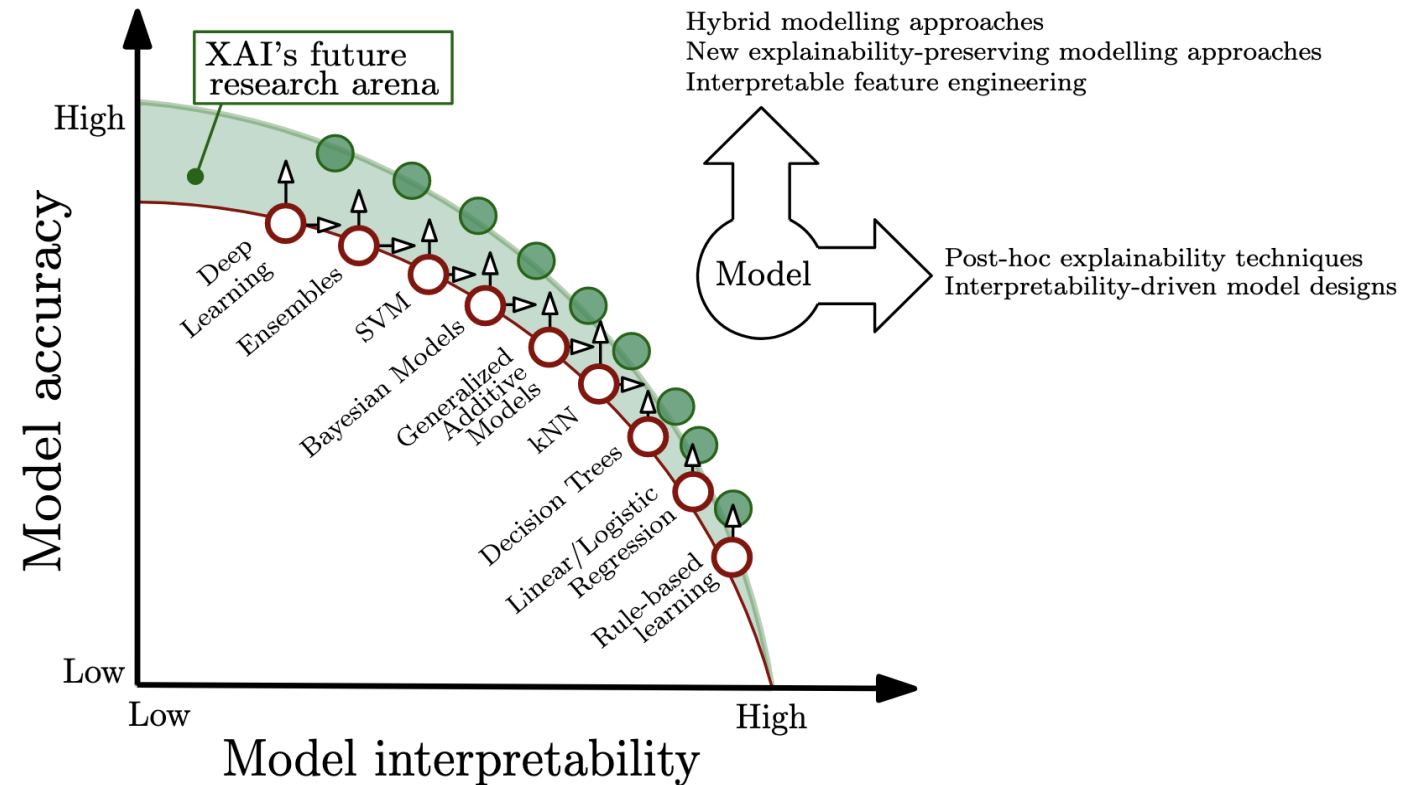 Hybrid modelling approaches
New explainability-preserving modelling approaches
Interpretable feature engineering
XAI's future
research arena
High
Model accuracy
Low
Deep
Learning
Ensembles
SVM
Bayesian Models
Generalized
Additive
Models
kNN
Decision Trees
Linear/Logistic
Regression
Rule-based
learning
Model
Post-hoc explainability techniques
Interpretability-driven model designs
Low
High
Model interpretability